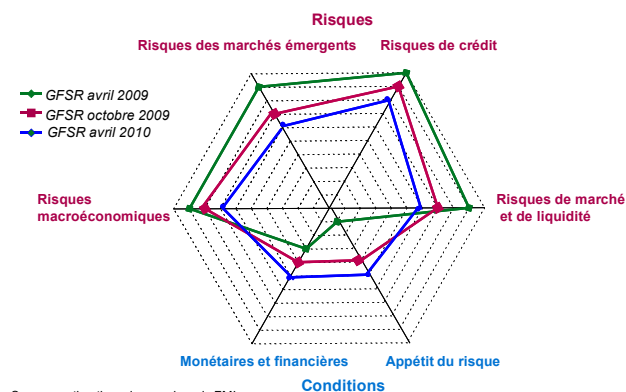 Risques
Risques des marchés émergents
Risques de crédit
GFSR avril 2009
GFSR octobre 2009
GFSR avril 2010
Risques
macroéconomiques
Risques de marché
et de liquidité
Monétaires et financières
Appétit du risque
Conditions